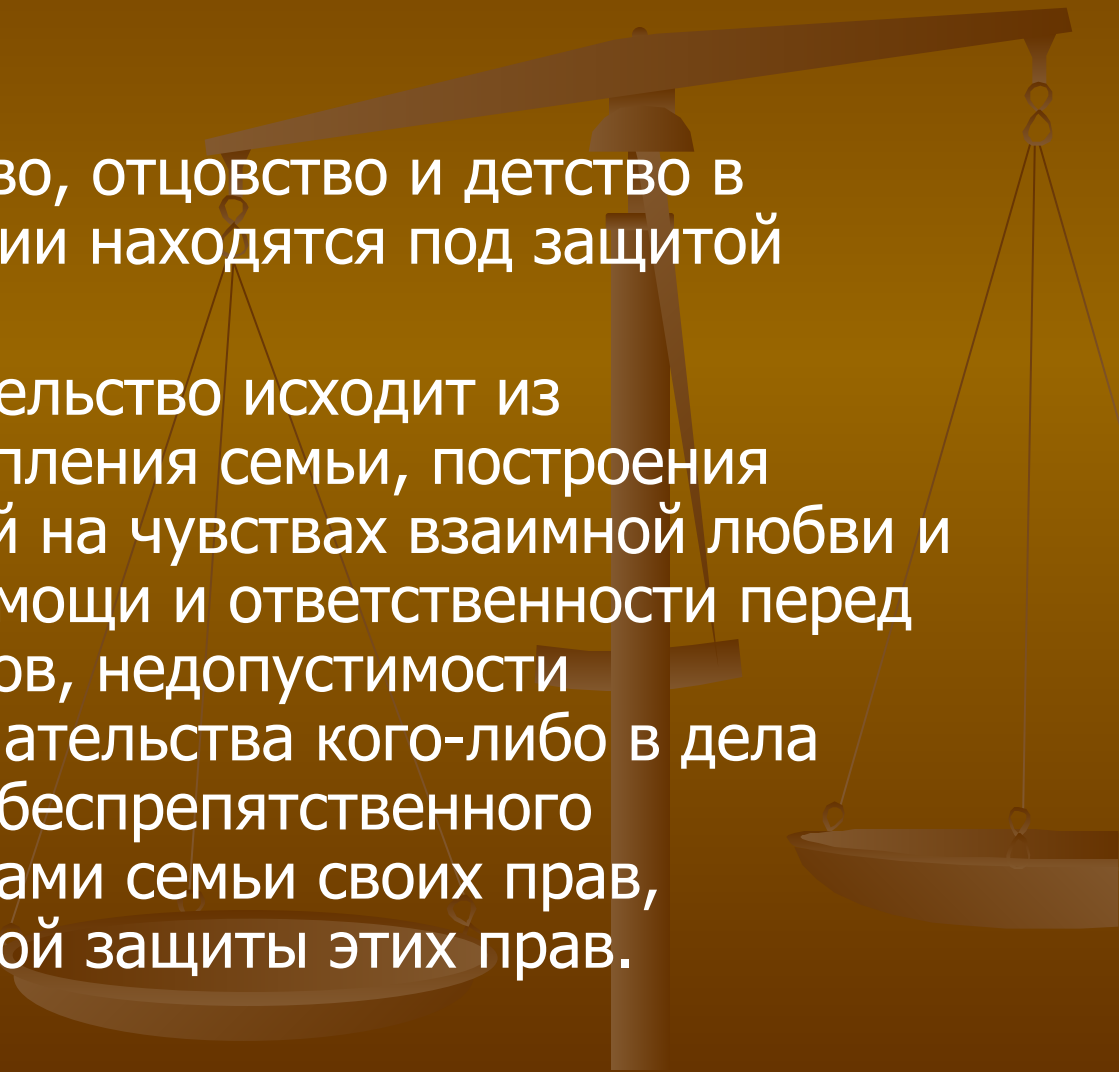 во, отцовство и детство в
ии находятся под защитой
ельство исходит из
пления семьи, построения
й на чувствах взаимной любви и
мощи и ответственности перед
ов, недопустимости
ательства кого-либо в дела
беспрепятственного
ами семьи своих прав,
ой защиты этих прав.